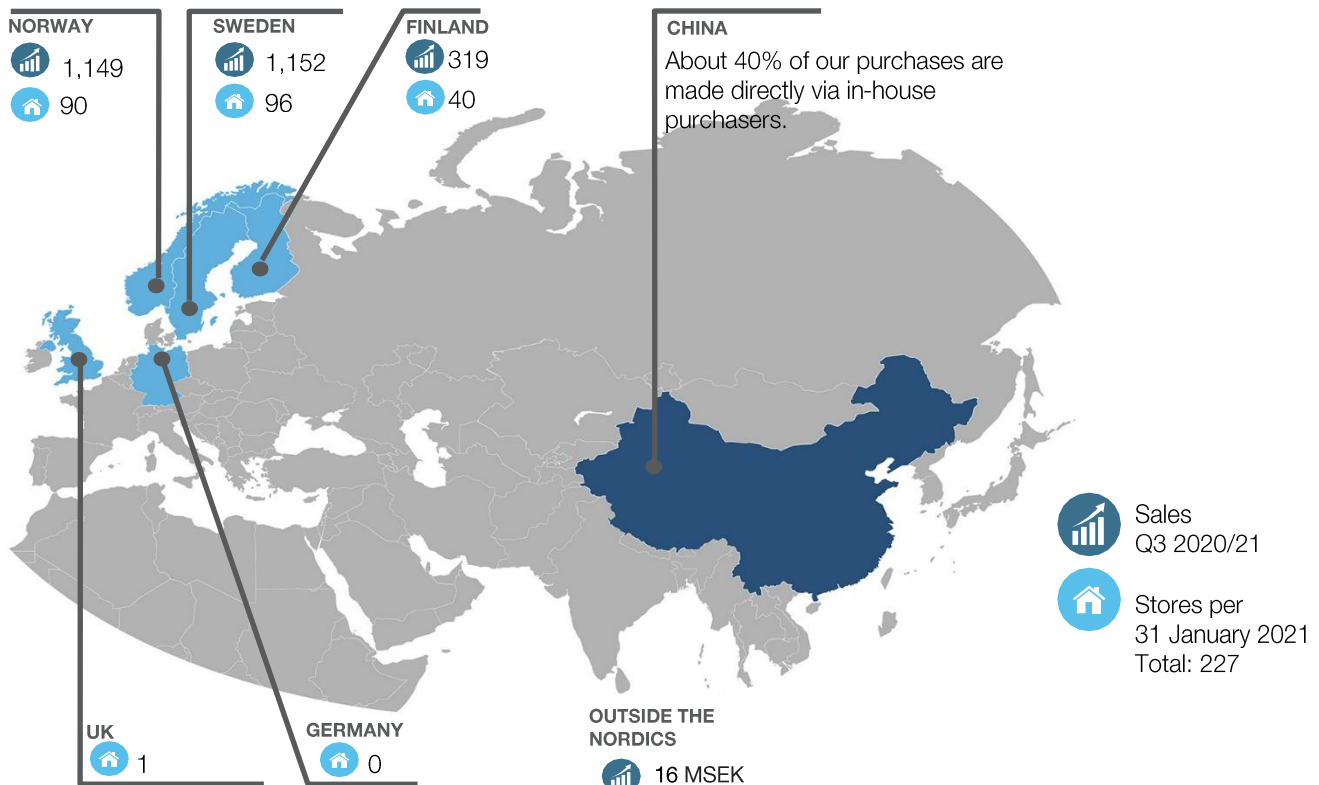 NORWAY
1,149
90
SWEDEN
1,152
96
FINLAND
319
40
CHINA
About 40% of our purchases are
made directly via in-house
purchasers.
Sales
Q3 2020/21
Stores per
31 January 2021
Total: 227
UK
1
GERMANY
0
OUTSIDE THE
NORDICS
16 MSEK